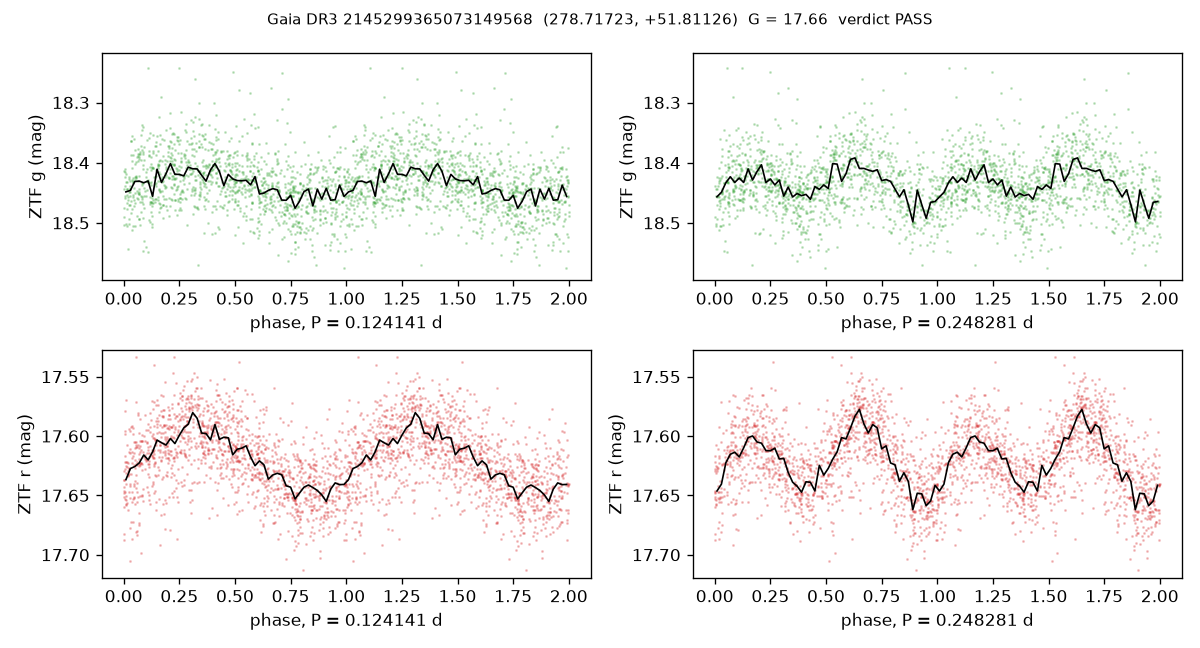 Gaia DR3 2145299365073149568  (278.71723, +51.81126)  G = 17.66  verdict PASS
18.3
18.4
18.5
ZTF g (mag)
0.00 0.25 0.50 0.75 1.00 1.25 1.50 1.75 2.00
phase, P = 0.124141 d
18.3
18.4
18.5
ZTF g (mag)
0.00 0.25 0.50 0.75 1.00 1.25 1.50 1.75 2.00
phase, P = 0.248281 d
17.55
17.60
17.65
17.70
ZTF r (mag)
0.00 0.25 0.50 0.75 1.00 1.25 1.50 1.75 2.00
phase, P = 0.124141 d
17.55
17.60
17.65
17.70
ZTF r (mag)
0.00 0.25 0.50 0.75 1.00 1.25 1.50 1.75 2.00
phase, P = 0.248281 d